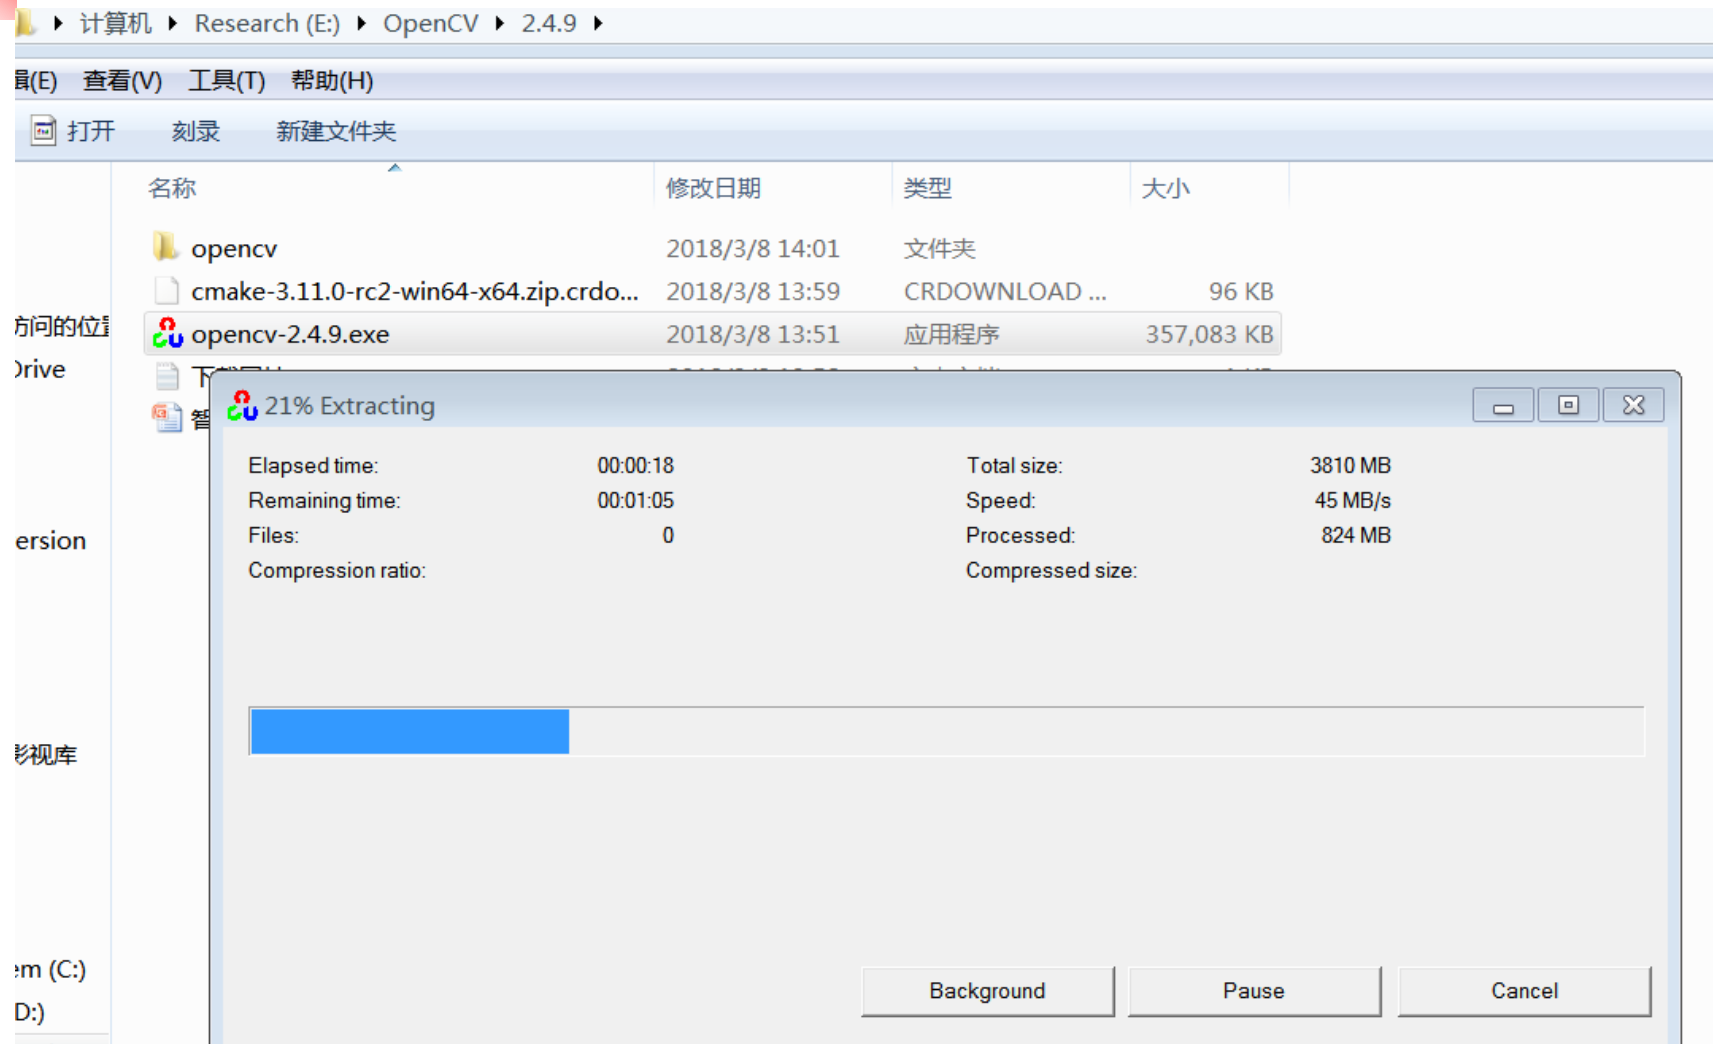 计算机 Research (E:) OpenCV 2.4.9
(E) 查看(V) 工具(T) 帮助(H)
打开 刻录 新建文件夹
名称 修改日期 类型 大小
opencv 2018/3/8 14:01 文件夹
cmake-3.11.0-rc2-win64-x64.zip.crdo... 2018/3/8 13:59 CRDOWNLOAD ... 96 KB
访问的位置
opencv-2.4.9.exe 2018/3/8 13:51 应用程序 357,083 KB
Drive
21% Extracting
Elapsed time: 00:00:18 Total size: 3810 MB
Remaining time: 00:01:05 Speed: 45 MB/s
Files: 0 Processed: 824 MB
ersion
Compression ratio: Compressed size:
影视库
em (C:)
D:)
Background Pause Cancel